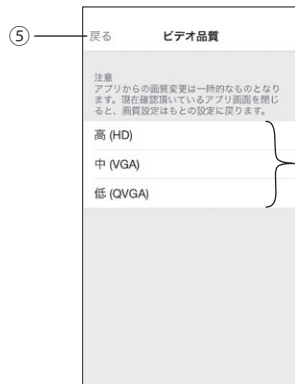 ⑤
戻る ビデオ品質
注意
アプリからの画質変更は一時的なものとなり
ます。現在確認頂いているアプリ画面を閉じ
ると、画質設定はもとの設定に戻ります。
高 (HD)
中 (VGA)
低 (QVGA)